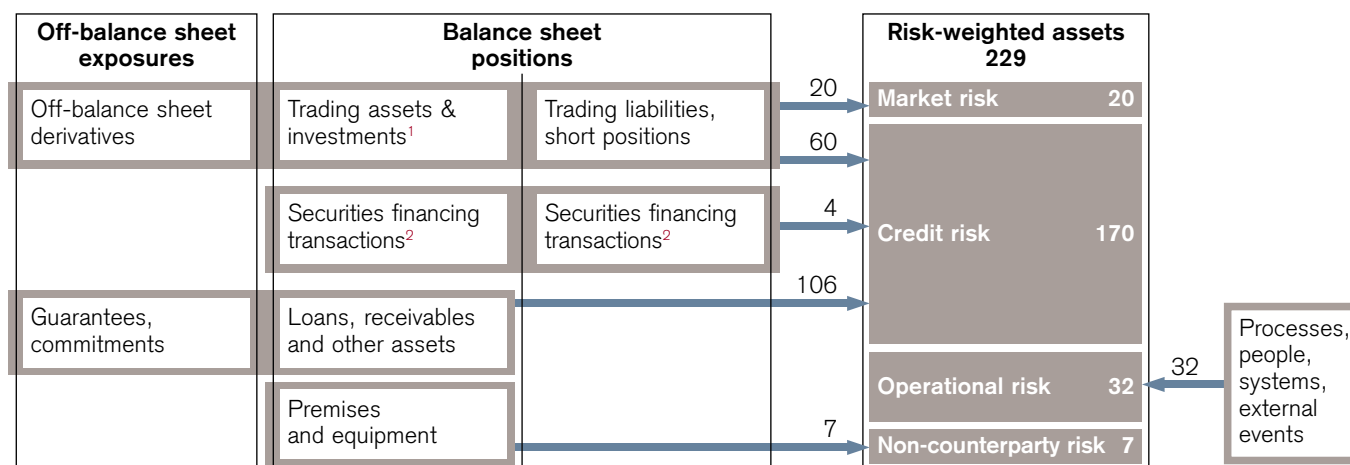 Off-balance sheet
exposures
Balance sheet
positions
Risk-weighted assets
229
Off-balance sheet
derivatives
Trading assets &
investments1
Trading liabilities,
short positions
20
60
Market risk 20
Securities financing
transactions2
Securities financing
transactions2
4
Credit risk 170
106
Guarantees,
commitments
Loans, receivables
and other assets
Operational risk 32
32
Processes,
people,
systems,
external
events
Premises
and equipment
7
Non-counterparty risk 7